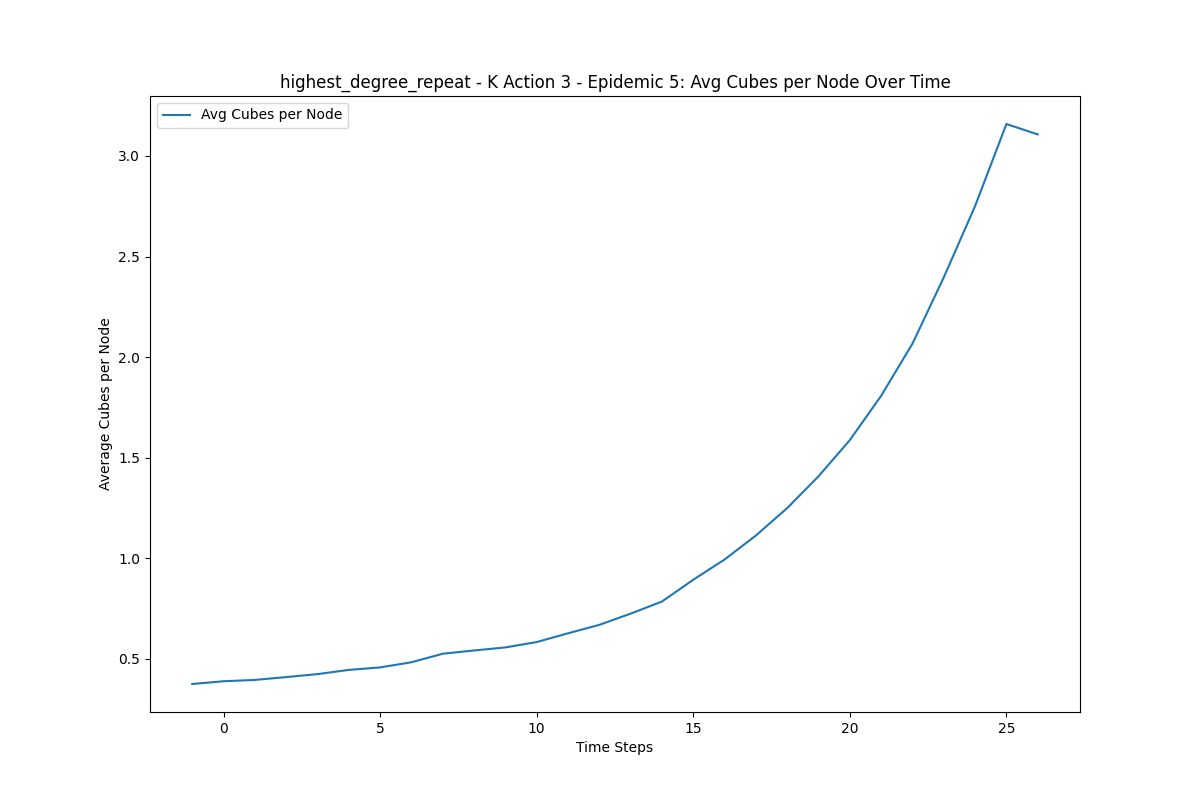 highest_degree_repeat - K Action 3 - Epidemic 5: Avg Cubes per Node Over Time
Avg Cubes per Node
Average Cubes per Node
3.0
2.5
2.0
1.5
1.0
0.5
0 5 10 15 20 25
Time Steps